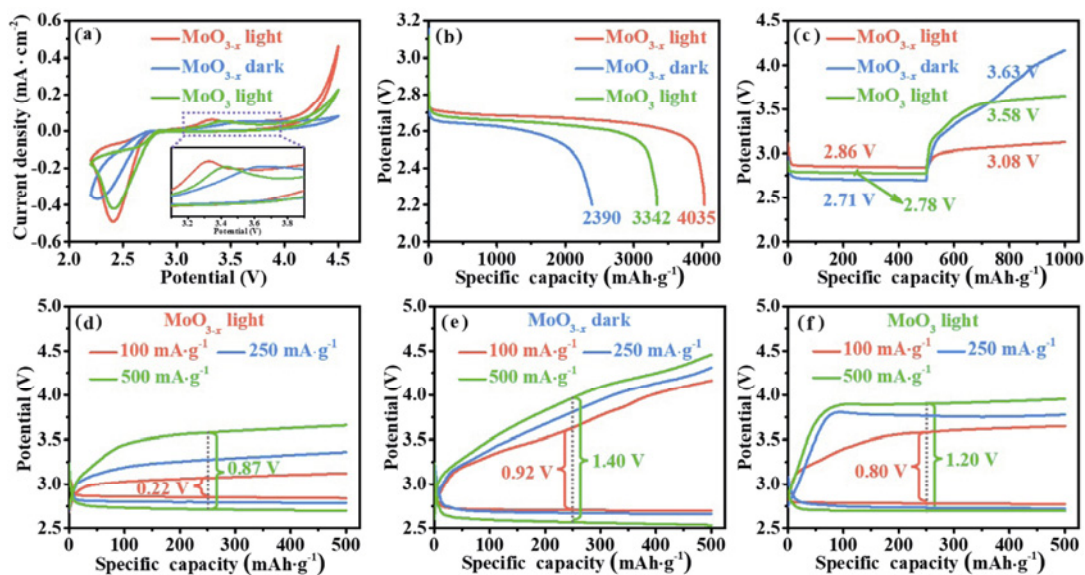 (a)
MoO3-x light
MoO3-x dark
MoO3 light
Current density (mA·cm-2)
0.6
0.4
0.2
0.0
-0.2
-0.4
-0.6
3.2 3.4 3.6 3.8
Potential (V)
2.0 2.5 3.0 3.5 4.0 4.5
Potential (V)
(b)
MoO3-x light
MoO3-x dark
MoO3 light
Potential (V)
3.2
3.0
2.8
2.6
2.4
2.2
2.0
2390 3342 4035
0 1000 2000 3000 4000
Specific capacity (mAh·g-1)
(c)
MoO3-x light
MoO3-x dark
MoO3 light
Potential (V)
4.5
4.0
3.5
3.0
2.5
2.0
3.63 V
3.58 V
2.86 V
3.08 V
2.71 V
2.78 V
0 200 400 600 800 1000
Specific capacity (mAh·g-1)
(d) MoO3-x light
100 mA·g-1 250 mA·g-1
500 mA·g-1
Potential (V)
5.0
4.5
4.0
3.5
3.0
2.5
0.87 V
0.22 V
0 100 200 300 400 500
Specific capacity (mAh·g-1)
(e) MoO3-x dark
100 mA·g-1 250 mA·g-1
500 mA·g-1
Potential (V)
5.0
4.5
4.0
3.5
3.0
2.5
0.92 V 1.40 V
0 100 200 300 400 500
Specific capacity (mAh·g-1)
(f) MoO3 light
100 mA·g-1 250 mA·g-1
500 mA·g-1
Potential (V)
5.0
4.5
4.0
3.5
3.0
2.5
0.80 V 1.20 V
0 100 200 300 400 500
Specific capacity (mAh·g-1)